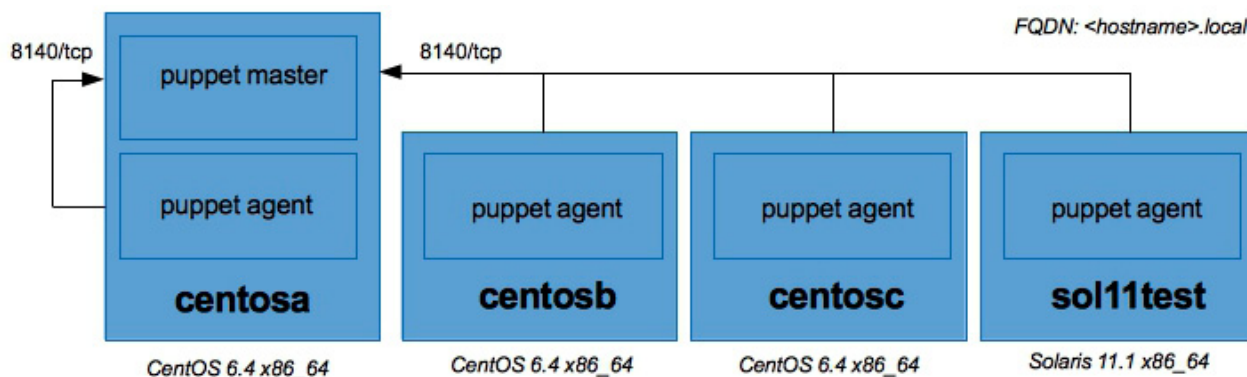 FQDN: <hostname>.local
8140/tcp
8140/tcp
puppet master
puppet agent
puppet agent
puppet agent
puppet agent
centosa
centosb
centosc
sol11test
CentOS 6.4 x86_64
CentOS 6.4 x86_64
CentOS 6.4 x86_64
Solaris 11.1 x86_64